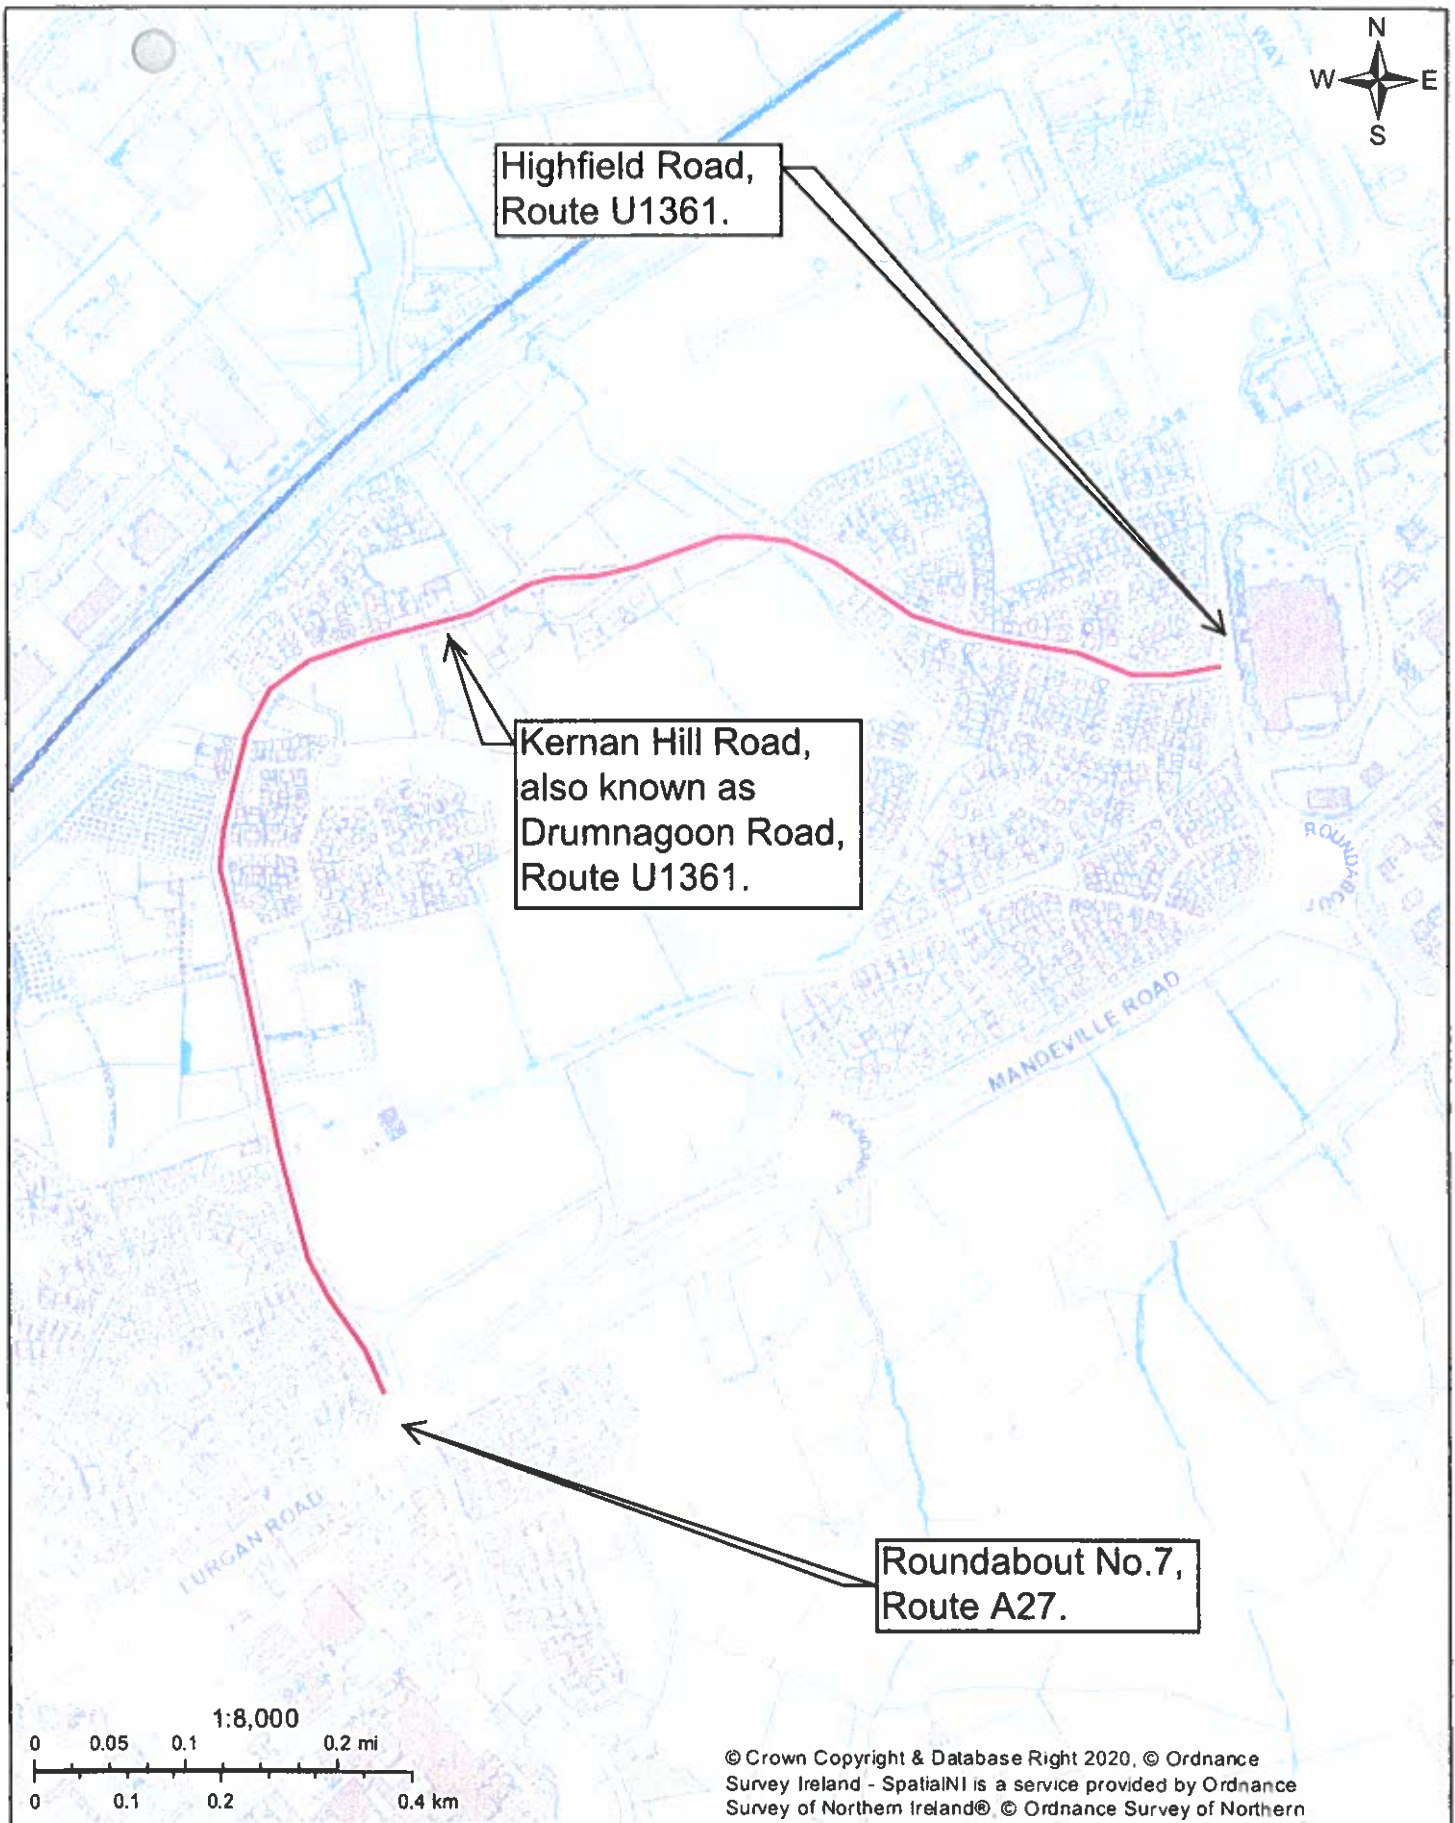 N
W E
S
WAY
Highfield Road,
Route U1361.
Kernan Hill Road,
also known as
Drumnagoon Road,
Route U1361.
ROUNDABOUT
MANDEVILLE ROAD
ROUNDABOUT
LURGAN ROAD
Roundabout No.7,
Route A27.
1:8,000
0 0.05 0.1 0.2 mi
0 0.1 0.2 0.4 km
© Crown Copyright & Database Right 2020, © Ordnance
Survey Ireland - SpatialNI is a service provided by Ordnance
Survey of Northern Ireland®, © Ordnance Survey of Northern